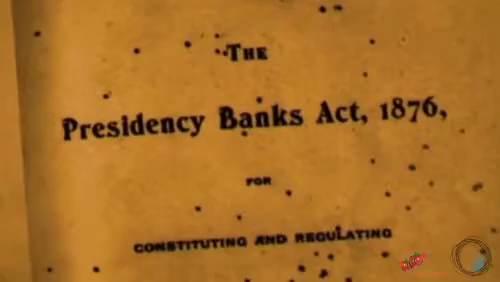 THE
Presidency Banks Act, 1876,
FOR
CONSTITUTING AND REGULATING